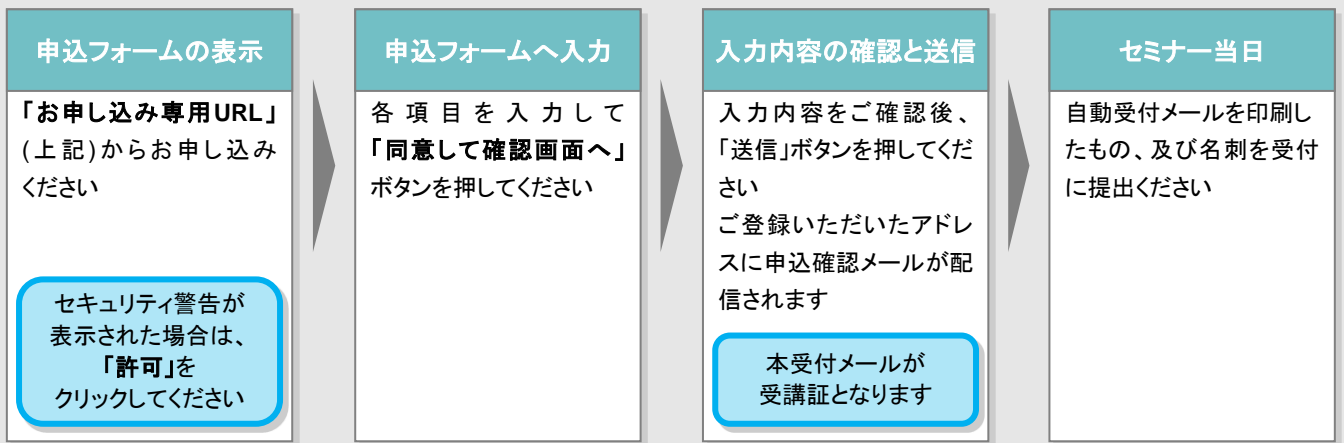 申込フォームの表示
「お申し込み専用URL」
(上記)からお申し込み
ください
セキュリティ警告が
表示された場合は、
「許可」を
クリックしてください
申込フォームへ入力
各項目を入力して
「同意して確認画面へ」
ボタンを押してください
入力内容の確認と送信
入力内容をご確認後、
「送信」ボタンを押してくだ
さい
ご登録いただいたアドレ
スに申込確認メールが配
信されます
本受付メールが
受講証となります
セミナー当日
自動受付メールを印刷し
たもの、及び名刺を受付
に提出ください